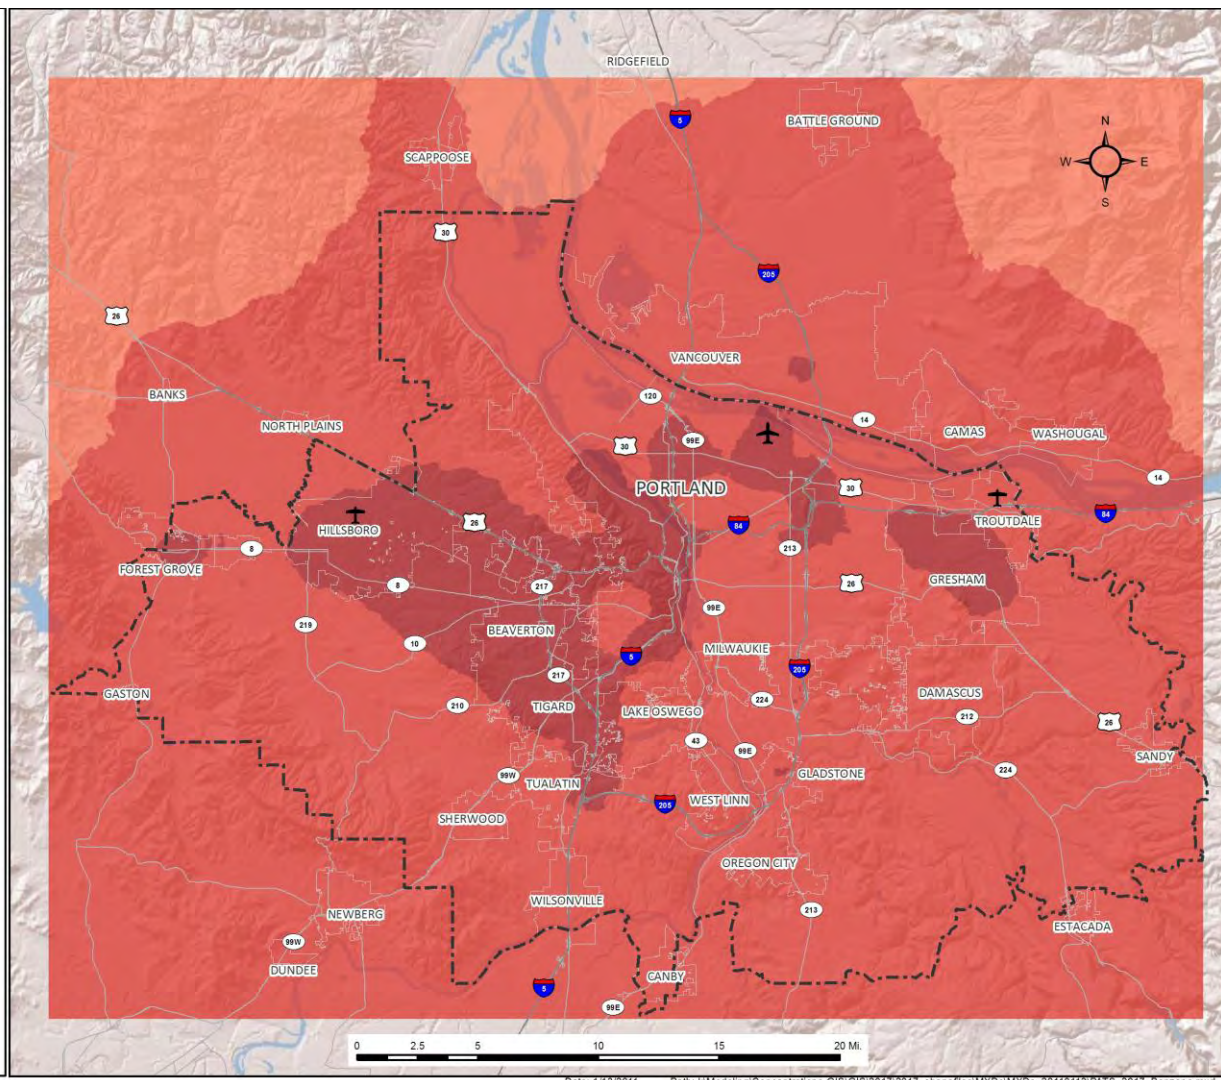 RIDGEFIELD
5
BATTLE GROUND
N
SCAPPOOSE
W E
S
30
205
26
VANCOUVER
BANKS
120
14
NORTH PLAINS
99E
CAMAS
WASHOUGAL
30
14
PORTLAND
30
HILLSBORO
26
84
TROUTDALE
84
8
213
FOREST GROVE
8
217
26
GRESHAM
99E
219
BEAVERTON
10
5
MILWAUKIE
217
205
GASTON
210
TIGARD
LAKE OSWEGO
224
DAMASCUS
212
26
43
99E
SANDY
99W
TUALATIN
GLADSTONE
224
205
WEST LINN
SHERWOOD
OREGON CITY
WILSONVILLE
213
NEWBERG
ESTACADA
99W
DUNDEE
CANBY
5
99E
0 2.5 5 10 15 20 Mi.